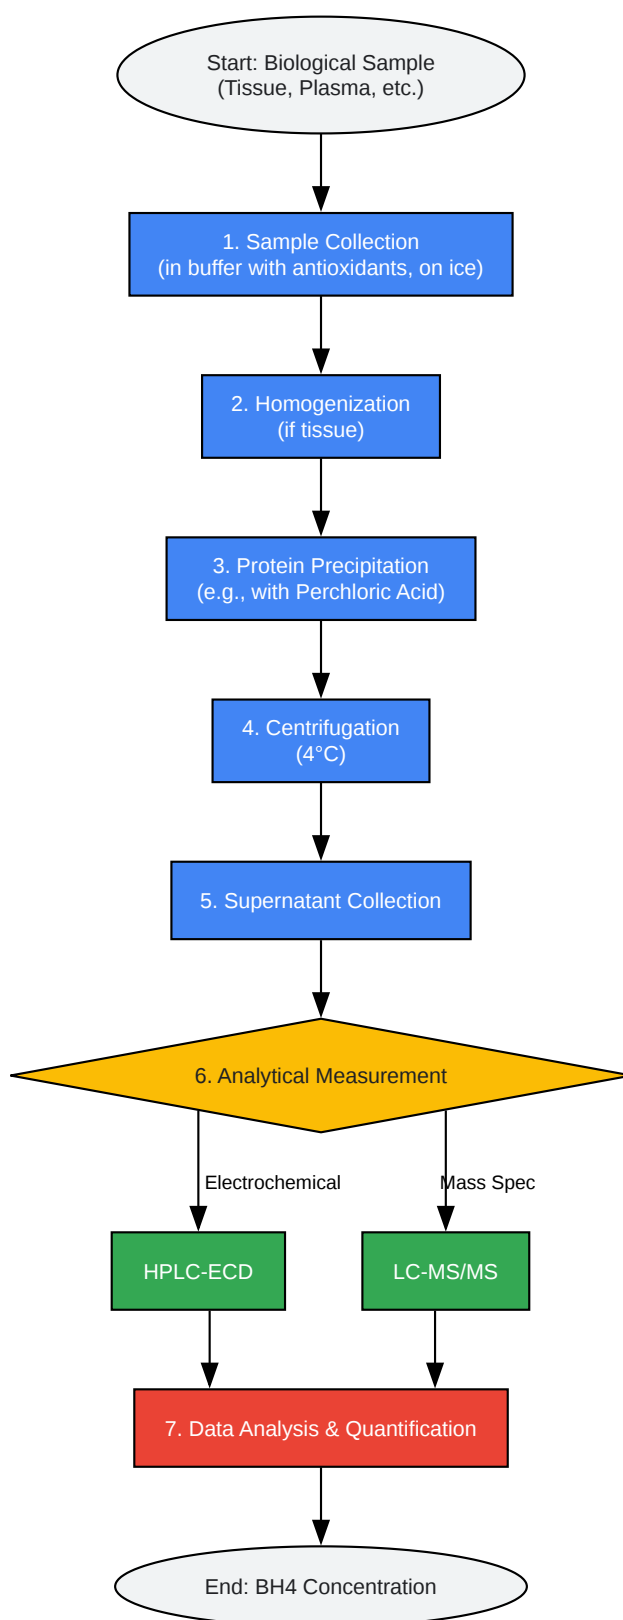 Start: Biological Sample
(Tissue, Plasma, etc.)
1. Sample Collection
(in buffer with antioxidants, on ice)
2. Homogenization
(if tissue)
3. Protein Precipitation
(e.g., with Perchloric Acid)
4. Centrifugation
(4°C)
5. Supernatant Collection
6. Analytical Measurement
Electrochemical
Mass Spec
HPLC-ECD
LC-MS/MS
7. Data Analysis & Quantification
End: BH4 Concentration